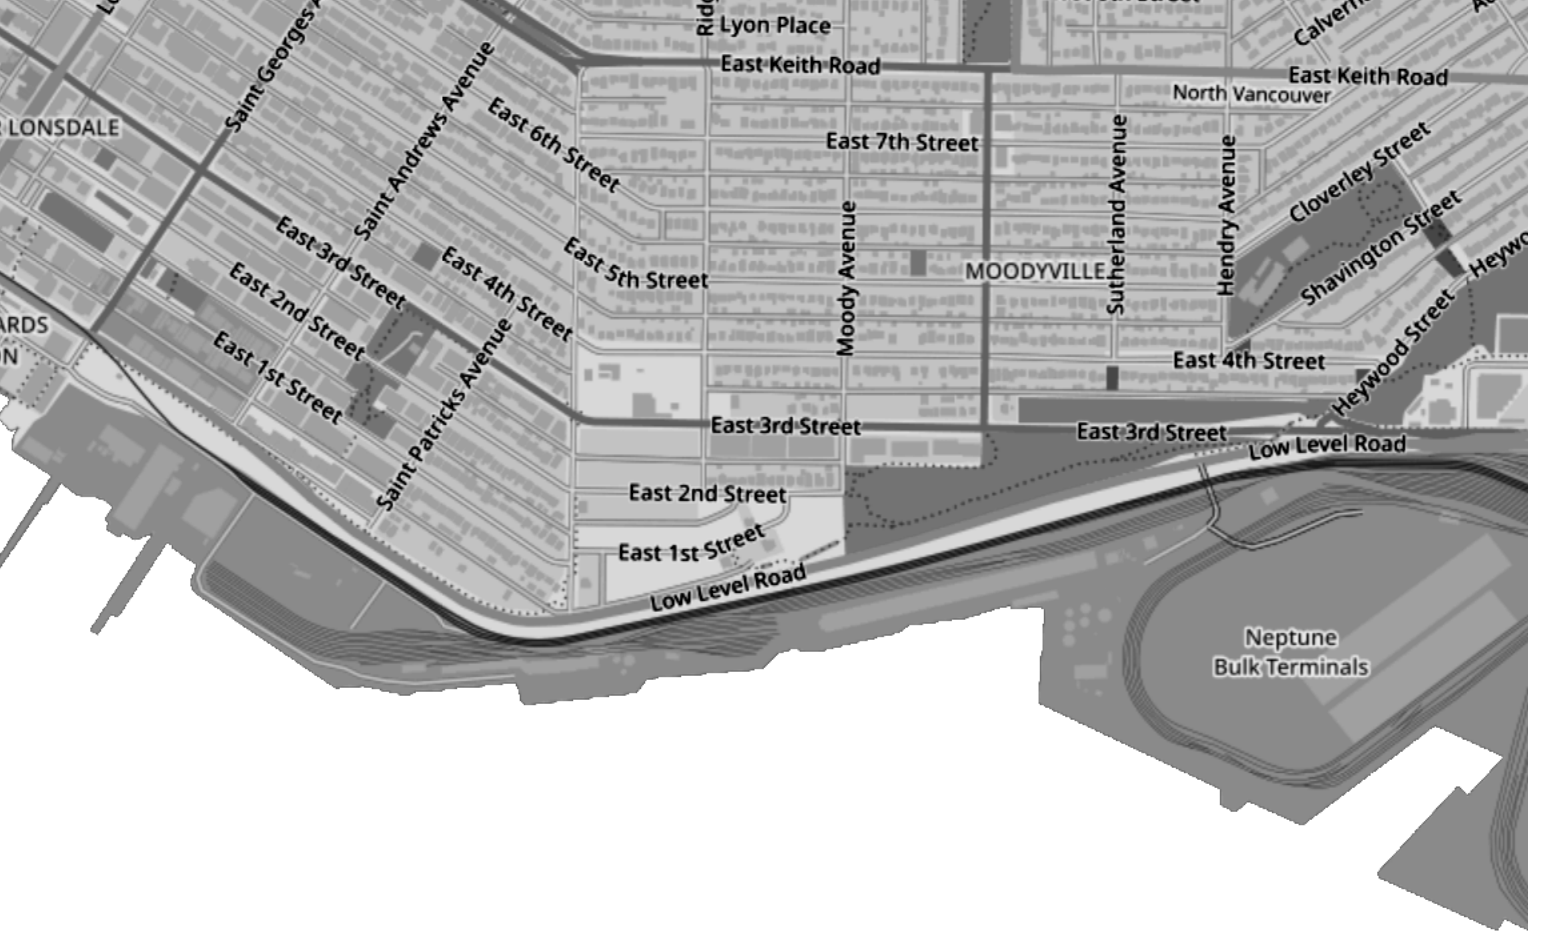 Lyon Place
East Keith Road
East Keith Road
North Vancouver
LONSDALE
Saint Georges
Saint Andrews Avenue
East 6th Street
East 7th Street
Sutherland Avenue
Hendry Avenue
Cloverley Street
Shavington Street
East 3rd Street
East 4th Street
East 5th Street
Moody Avenue
MOODYVILLE
East 2nd Street
East 1st Street
Saint Patricks Avenue
East 4th Street
Heywood Street
East 3rd Street
East 3rd Street
Low Level Road
East 2nd Street
East 1st Street
Low Level Road
Neptune
Bulk Terminals